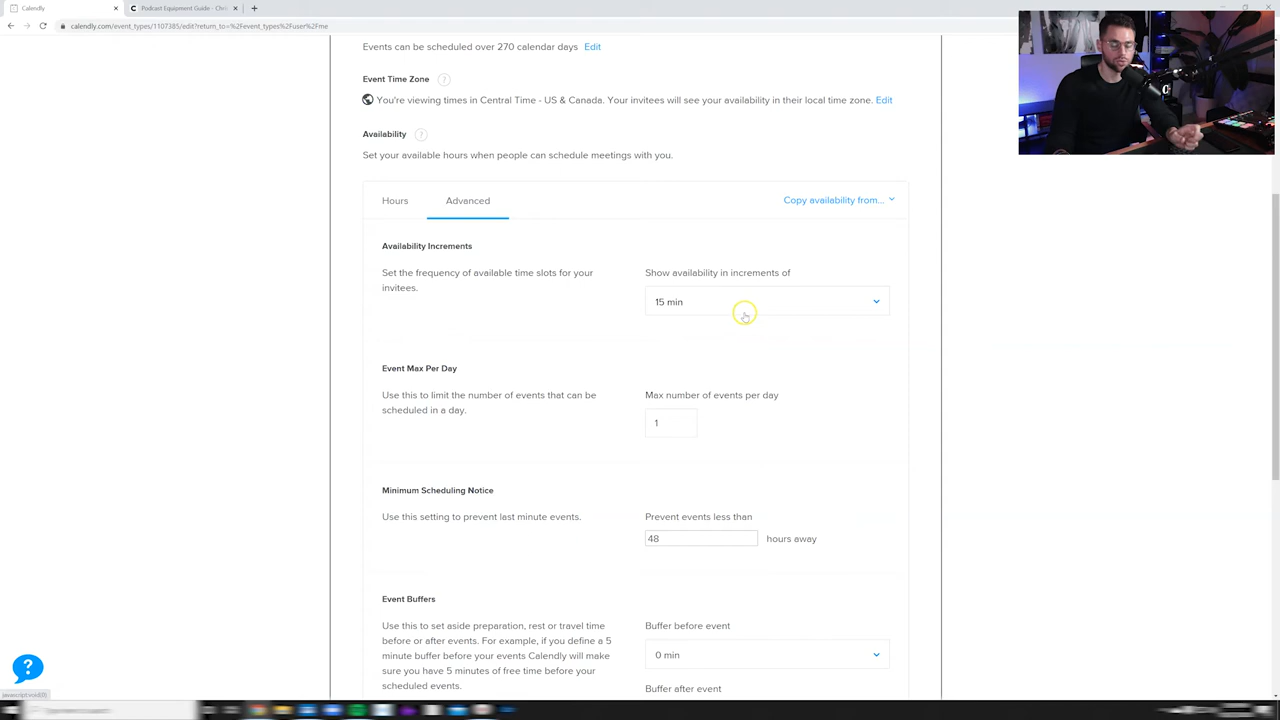 Calendly
Podcast Equipment Guide - Chri
calendly.com/event_types/1107385/edit?return_to=%2Fevent_types%2Fuser%2Fme
Events can be scheduled over 270 calendar days Edit
Event Time Zone ?
You're viewing times in Central Time - US & Canada. Your invitees will see your availability in their local time zone. Edit
Availability ?
Set your available hours when people can schedule meetings with you.
Hours
Advanced
Copy availability from...
Availability Increments
Set the frequency of available time slots for your
invitees.
Show availability in increments of
15 min
Event Max Per Day
Use this to limit the number of events that can be
scheduled in a day.
Max number of events per day
1
Minimum Scheduling Notice
Use this setting to prevent last minute events.
Prevent events less than
48 hours away
Event Buffers
Use this to set aside preparation, rest or travel time
before or after events. For example, if you define a 5
minute buffer before your events Calendly will make
sure you have 5 minutes of free time before your
scheduled events.
Buffer before event
0 min
Buffer after event
?
javascript:void(0)